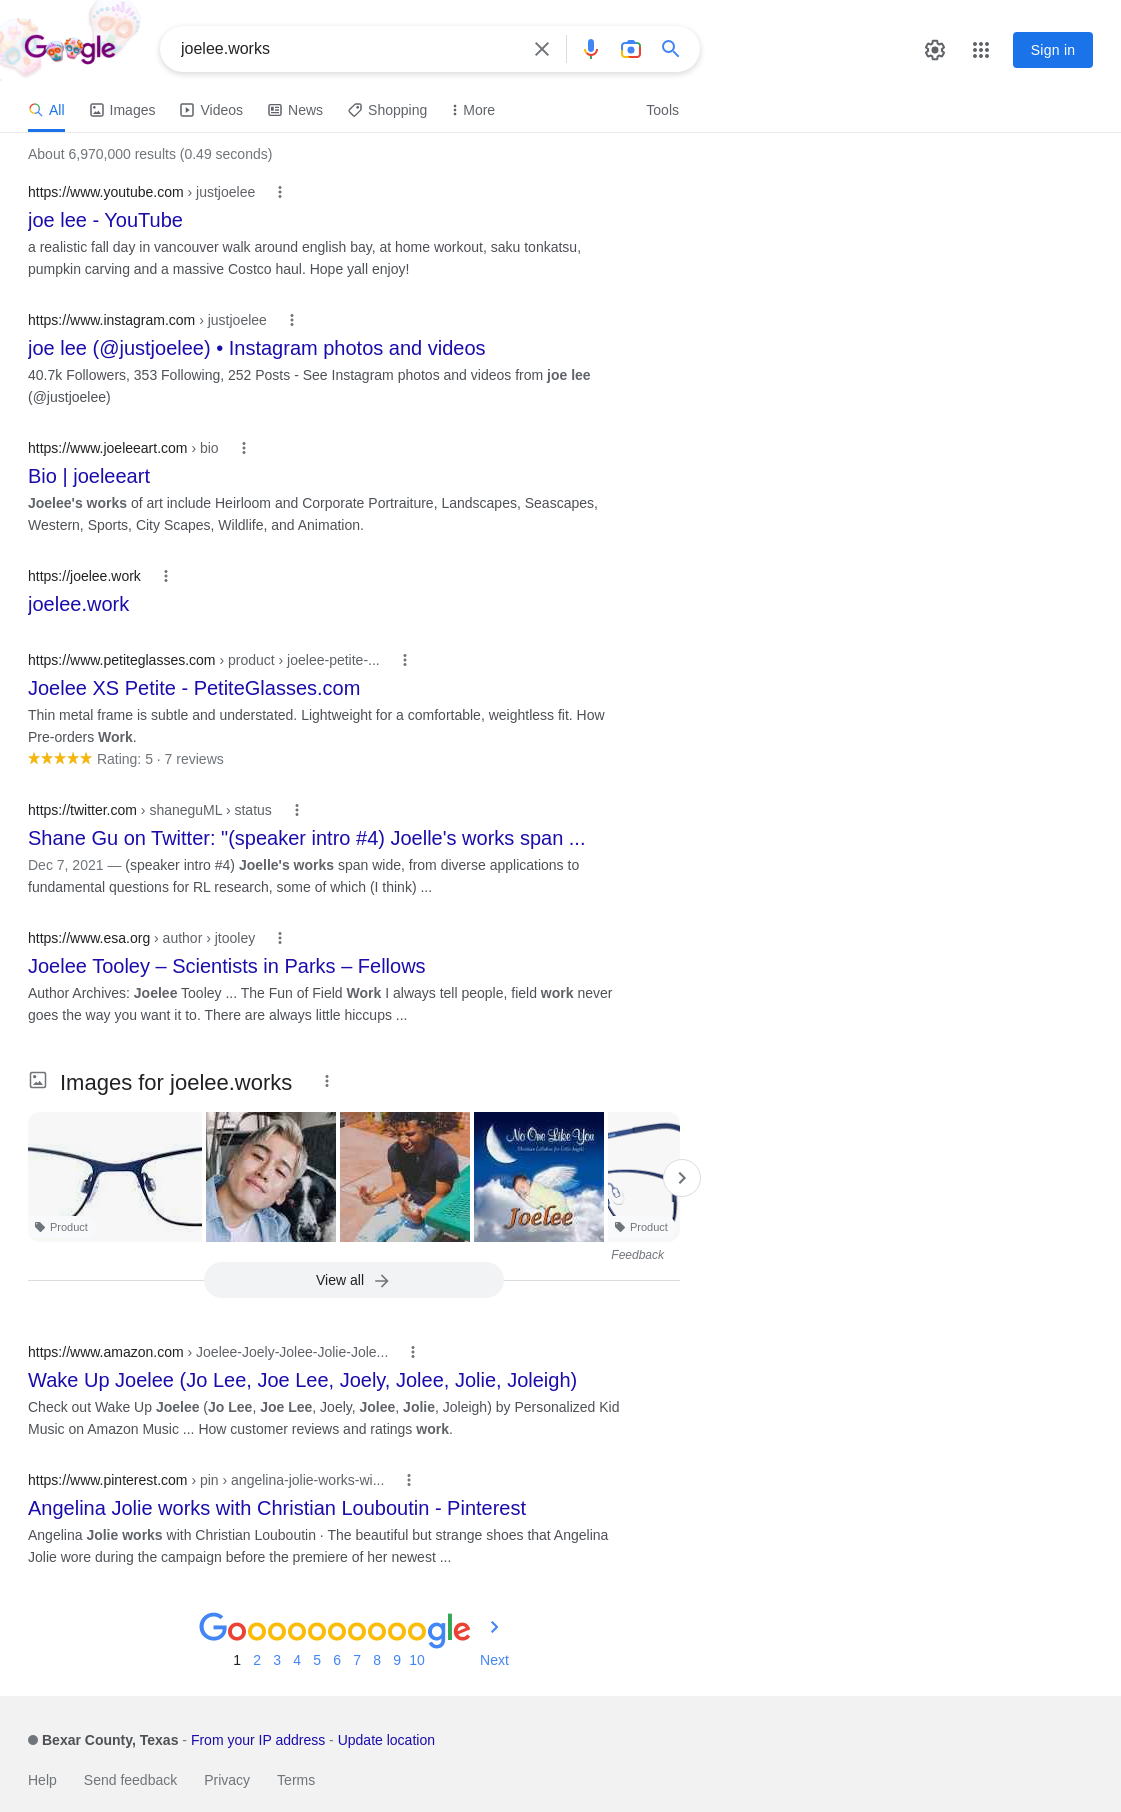 Google
joelee.works
Sign in
All
Images
Videos
News
Shopping
More
Tools
About 6,970,000 results (0.49 seconds)
https://www.youtube.com › justjoelee
joe lee - YouTube
a realistic fall day in vancouver walk around english bay, at home workout, saku tonkatsu,
pumpkin carving and a massive Costco haul. Hope yall enjoy!
https://www.instagram.com › justjoelee
joe lee (@justjoelee) • Instagram photos and videos
40.7k Followers, 353 Following, 252 Posts - See Instagram photos and videos from joe lee
(@justjoelee)
https://www.joeleeart.com › bio
Bio | joeleeart
Joelee's works of art include Heirloom and Corporate Portraiture, Landscapes, Seascapes,
Western, Sports, City Scapes, Wildlife, and Animation.
https://joelee.work
joelee.work
https://www.petiteglasses.com › product › joelee-petite-...
Joelee XS Petite - PetiteGlasses.com
Thin metal frame is subtle and understated. Lightweight for a comfortable, weightless fit. How
Pre-orders Work.
Rating: 5 · 7 reviews
https://twitter.com › shaneguML › status
Shane Gu on Twitter: "(speaker intro #4) Joelle's works span ...
Dec 7, 2021 — (speaker intro #4) Joelle's works span wide, from diverse applications to
fundamental questions for RL research, some of which (I think) ...
https://www.esa.org › author › jtooley
Joelee Tooley – Scientists in Parks – Fellows
Author Archives: Joelee Tooley ... The Fun of Field Work I always tell people, field work never
goes the way you want it to. There are always little hiccups ...
Images for joelee.works
No One Like You
Joelee
Product
Product
Feedback
View all
https://www.amazon.com › Joelee-Joely-Jolee-Jolie-Jole...
Wake Up Joelee (Jo Lee, Joe Lee, Joely, Jolee, Jolie, Joleigh)
Check out Wake Up Joelee (Jo Lee, Joe Lee, Joely, Jolee, Jolie, Joleigh) by Personalized Kid
Music on Amazon Music ... How customer reviews and ratings work.
https://www.pinterest.com › pin › angelina-jolie-works-wi...
Angelina Jolie works with Christian Louboutin - Pinterest
Angelina Jolie works with Christian Louboutin · The beautiful but strange shoes that Angelina
Jolie wore during the campaign before the premiere of her newest ...
Goooooooooogle
1 2 3 4 5 6 7 8 9 10 Next
Bexar County, Texas - From your IP address - Update location
Help Send feedback Privacy Terms